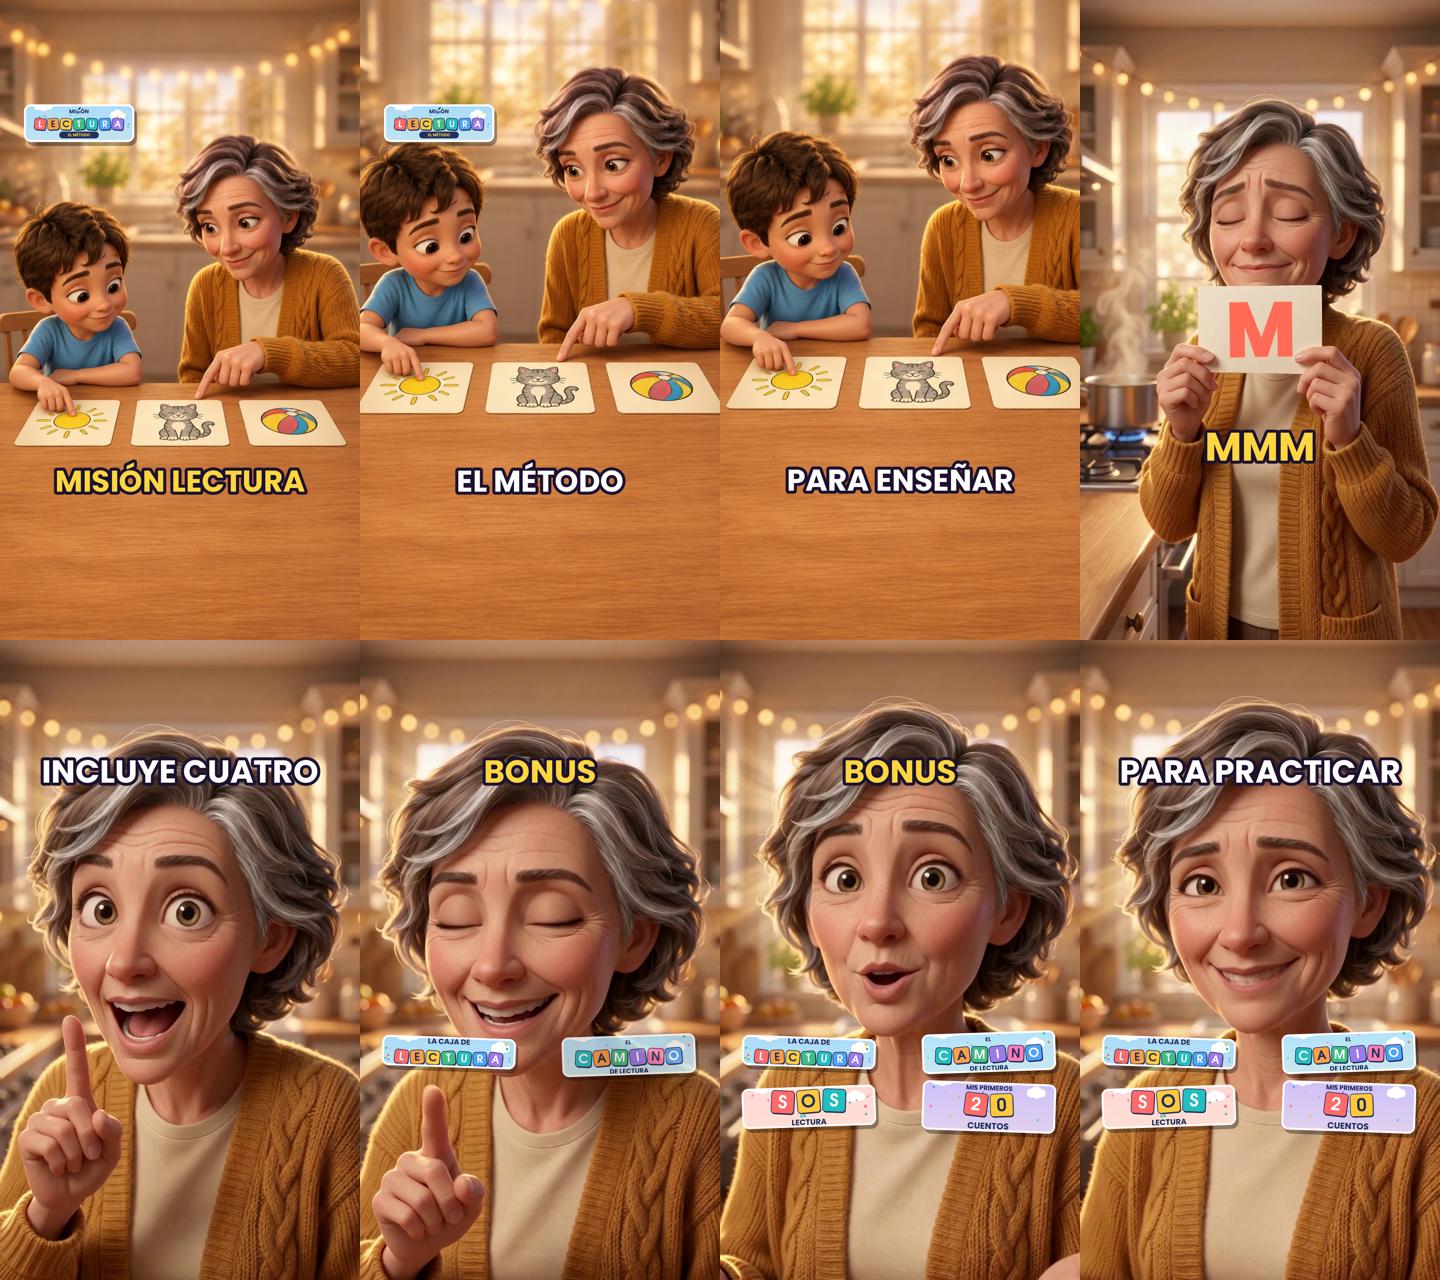 MISIÓN
LECTURA
EL MÉTODO
MISIÓN LECTURA
MISIÓN
LECTURA
EL MÉTODO
EL MÉTODO
PARA ENSEÑAR
M
MMM
INCLUYE CUATRO
BONUS
LA CAJA DE
LECTURA
EL
CAMINO
DE LECTURA
BONUS
LA CAJA DE
LECTURA
EL
CAMINO
DE LECTURA
SOS
LECTURA
MIS PRIMEROS
20
CUENTOS
PARA PRACTICAR
LA CAJA DE
LECTURA
EL
CAMINO
DE LECTURA
SOS
LECTURA
MIS PRIMEROS
20
CUENTOS